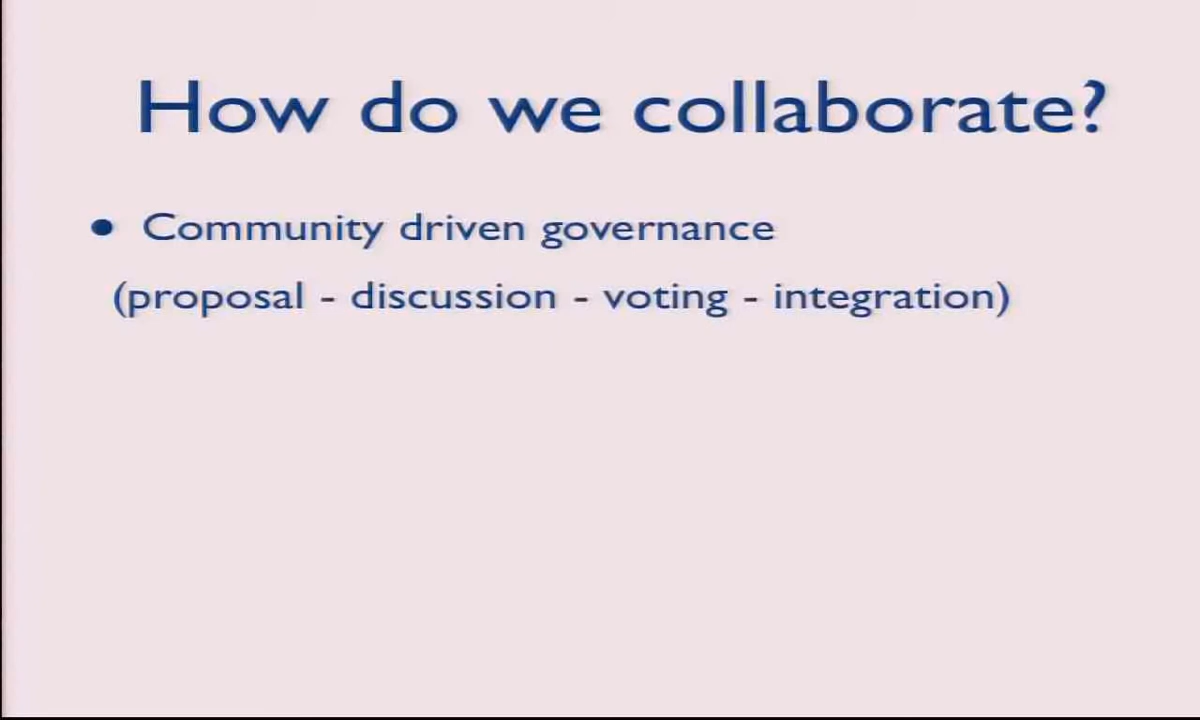 How do we collaborate?
• Community driven governance
(proposal - discussion - voting - integration)